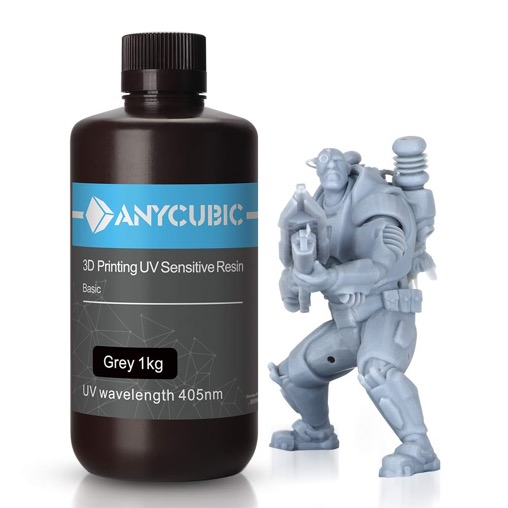 ANYCUBIC
3D Printing UV Sensitive Resin
Basic
Grey 1kg
UV wavelength 405nm